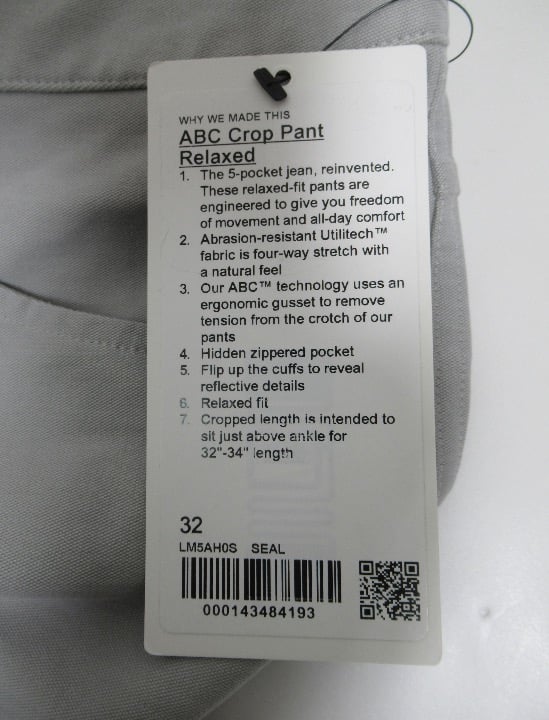 WHY WE MADE THIS
ABC Crop Pant
Relaxed
1. The 5-pocket jean, reinvented.
These relaxed-fit pants are
engineered to give you freedom
of movement and all-day comfort
2. Abrasion-resistant Utilitech™
fabric is four-way stretch with
a natural feel
3. Our ABC™ technology uses an
ergonomic gusset to remove
tension from the crotch of our
pants
4. Hidden zippered pocket
5. Flip up the cuffs to reveal
reflective details
6. Relaxed fit
7. Cropped length is intended to
sit just above ankle for
32"-34" length
32
LM5AH0S SEAL
000143484193